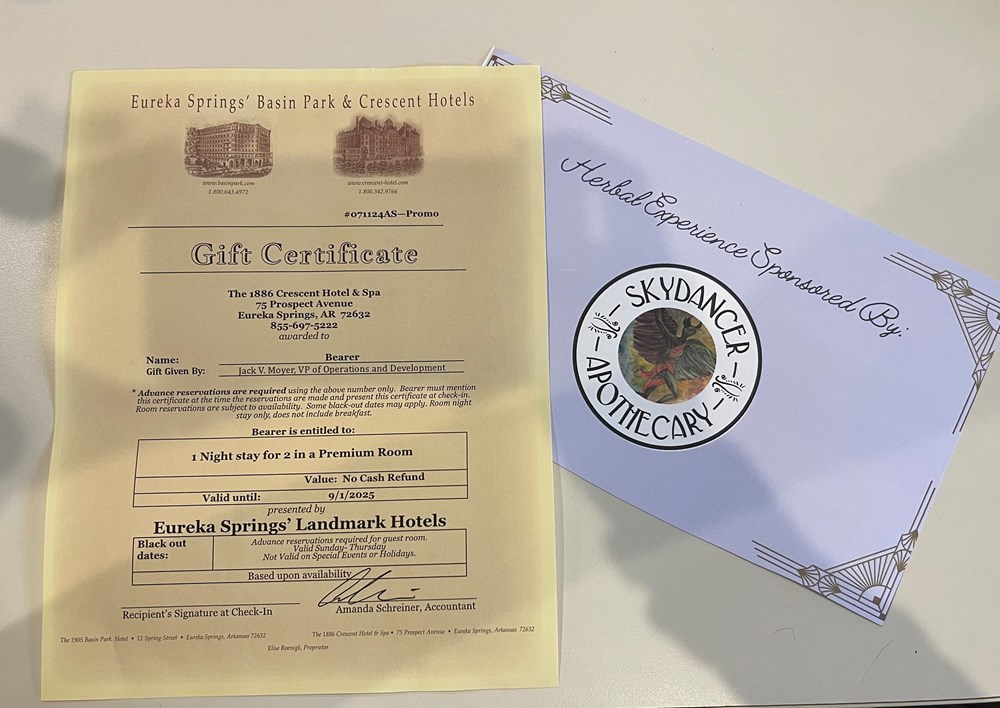 Eureka Springs' Basin Park & Crescent Hotels
www.basinpark.com
1.800.643.4972
www.crescent-hotel.com
1.800.342.9766
#071124AS—Promo
Gift Certificate
The 1886 Crescent Hotel & Spa
75 Prospect Avenue
Eureka Springs, AR 72632
855-697-5222
awarded to
Name: Bearer
Gift Given By: Jack V. Moyer, VP of Operations and Development
* Advance reservations are required using the above number only. Bearer must mention
this certificate at the time the reservations are made and present this certificate at check-in.
Room reservations are subject to availability. Some black-out dates may apply. Room night
stay only, does not include breakfast.
Bearer is entitled to:
1 Night stay for 2 in a Premium Room
Value: No Cash Refund
Valid until: 9/1/2025
presented by
Eureka Springs' Landmark Hotels
Black out
dates:
Advance reservations required for guest room.
Valid Sunday- Thursday
Not Valid on Special Events or Holidays.
Based upon availability
Recipient's Signature at Check-In
Amanda Schreiner, Accountant
The 1905 Basin Park Hotel • 12 Spring Street • Eureka Springs, Arkansas 72632
The 1886 Crescent Hotel & Spa • 75 Prospect Avenue • Eureka Springs, Arkansas 72632
Elise Roenigk, Proprietor
Herbal Experience Sponsored By:
SKYDANCER
APOTHECARY